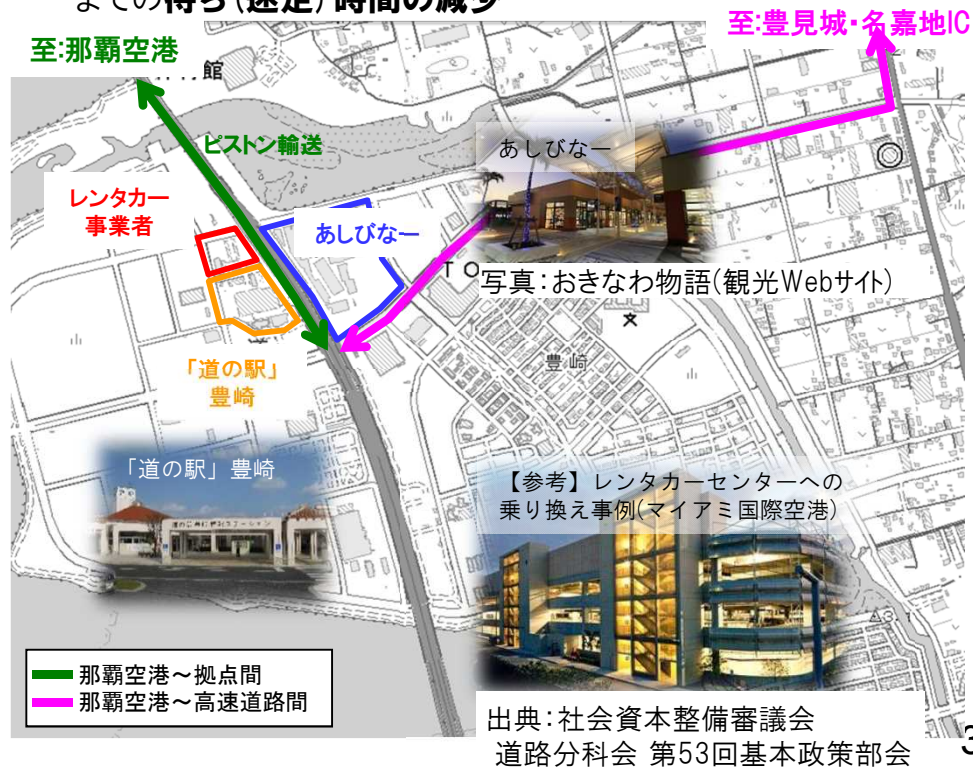 までの待ち(迷走)時間の減少
至:豊見城・名嘉地IC
至:那覇空港
館
ピストン輸送
あしびなー
レンタカー
事業者
あしびなー
T O
写真:おきなわ物語(観光Webサイト)
文
「道の駅」
豊崎
豊崎
「道の駅」豊崎
【参考】レンタカーセンターへの
乗り換え事例(マイアミ国際空港)
那覇空港~拠点間
那覇空港~高速道路間
出典:社会資本整備審議会
道路分科会 第53回基本政策部会
3